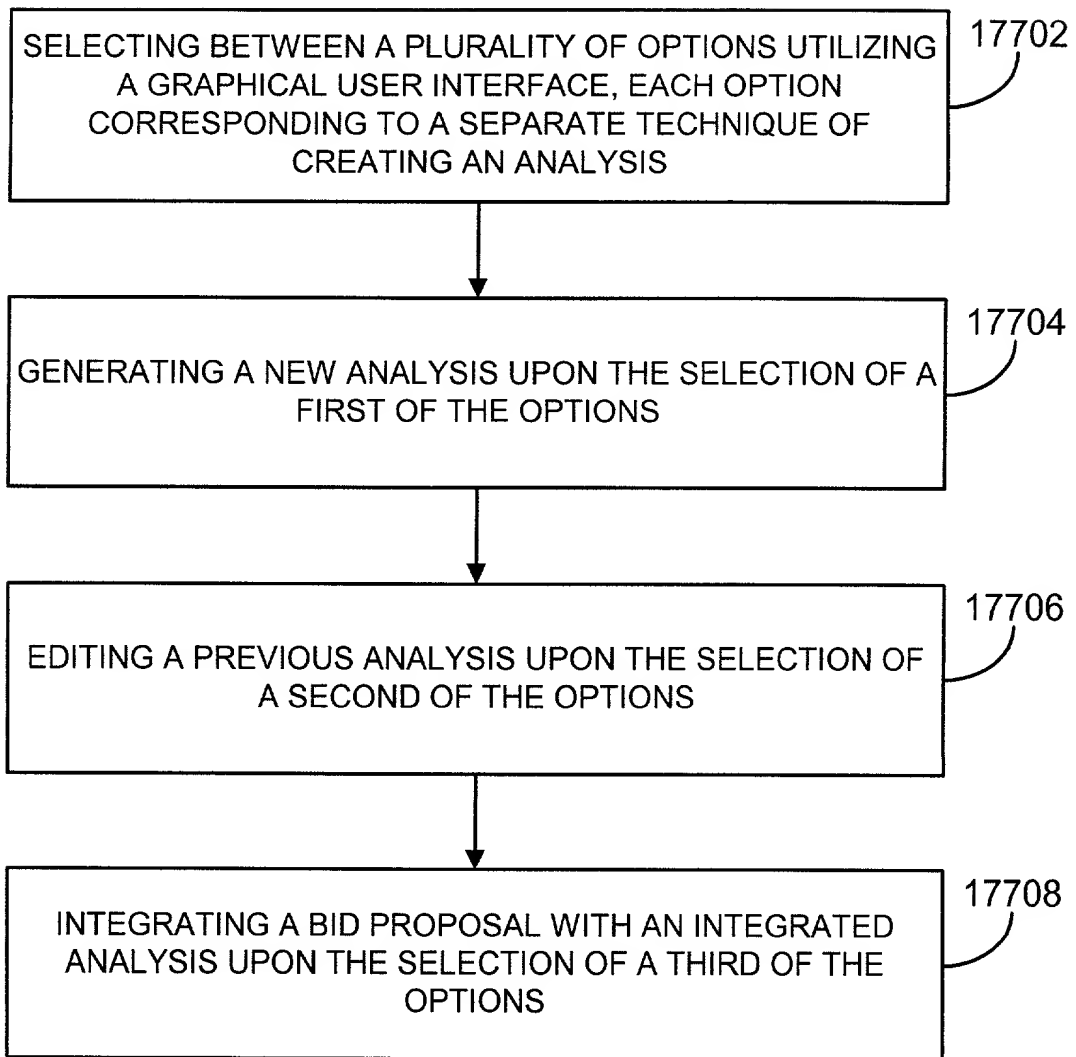 SELECTING BETWEEN A PLURALITY OF OPTIONS UTILIZING
A GRAPHICAL USER INTERFACE, EACH OPTION
CORRESPONDING TO A SEPARATE TECHNIQUE OF
CREATING AN ANALYSIS
17702
GENERATING A NEW ANALYSIS UPON THE SELECTION OF A
FIRST OF THE OPTIONS
17704
EDITING A PREVIOUS ANALYSIS UPON THE SELECTION OF
A SECOND OF THE OPTIONS
17706
INTEGRATING A BID PROPOSAL WITH AN INTEGRATED
ANALYSIS UPON THE SELECTION OF A THIRD OF THE
OPTIONS
17708